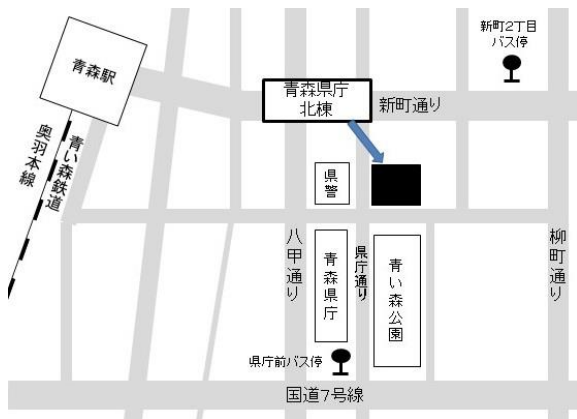 新町2丁目
バス停
青森駅
青森県庁
北棟
新町通り
青い森鉄道
奥羽本線
県警
八甲通り
青森県庁
県庁通り
青い森公園
柳町通り
県庁前バス停
国道7号線